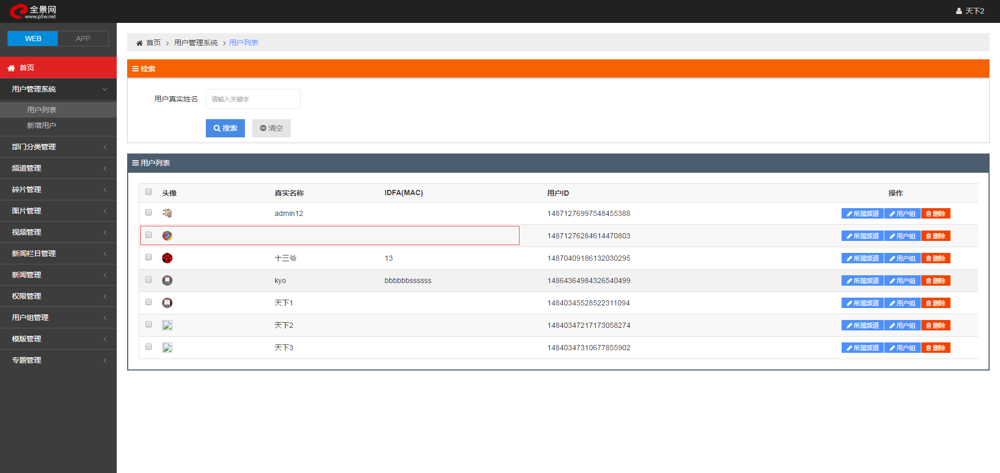 全景网
www.p5w.net
天下2
WEB APP
首页
用户管理系统
用户列表
新增用户
部门分类管理
频道管理
碎片管理
图片管理
视频管理
新闻栏目管理
新闻管理
权限管理
用户组管理
模版管理
专题管理
首页 > 用户管理系统 > 用户列表
检索
用户真实姓名 请输入关键字
搜索 清空
用户列表
头像 真实名称 IDFA(MAC) 用户ID 操作
admin12 14871276997548455388 所属频道 用户组 删除
14871276284614470803 所属频道 用户组 删除
十三爷 13 14870409186132030295 所属频道 用户组 删除
kyo bbbbbbssssss 14864364984326540499 所属频道 用户组 删除
天下1 14840345528522311094 所属频道 用户组 删除
天下2 14840347217173058274 所属频道 用户组 删除
天下3 14840347310677855902 所属频道 用户组 删除